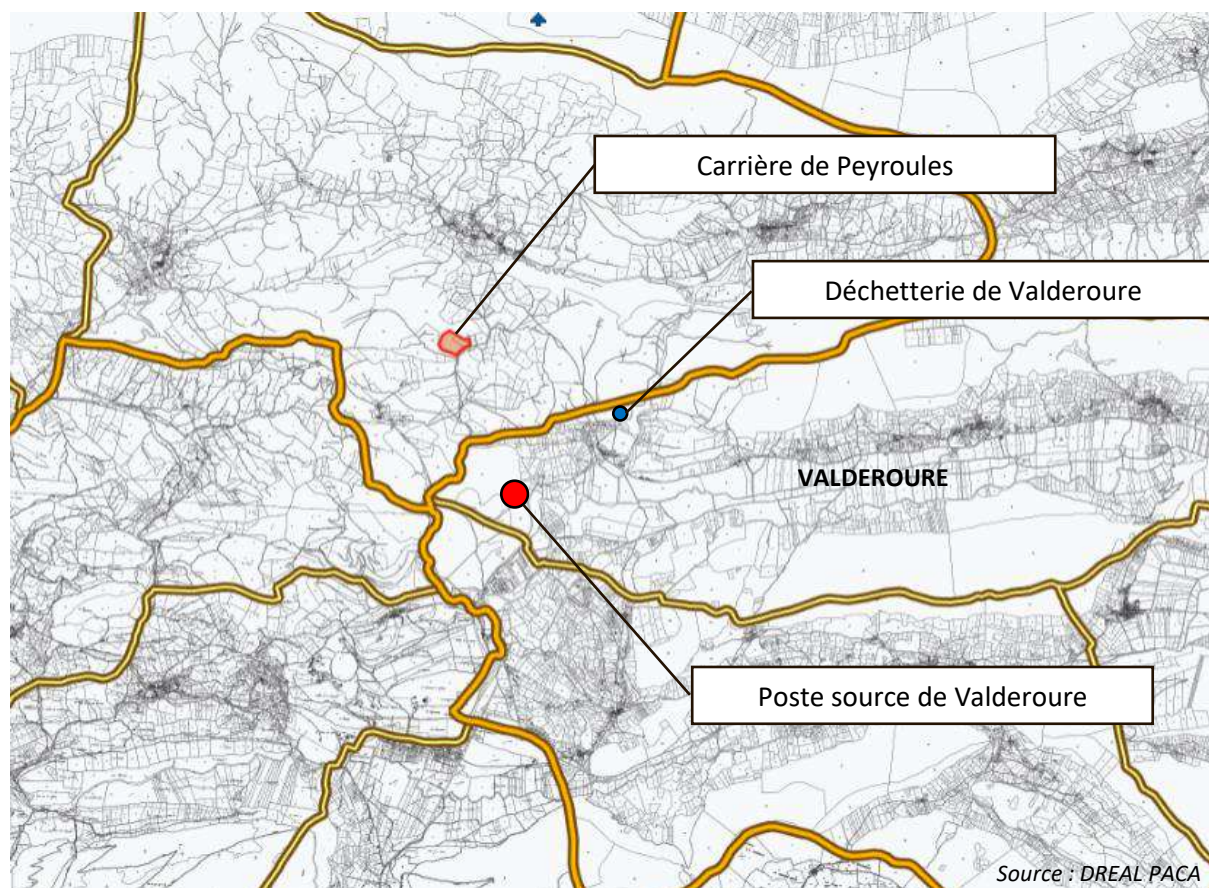 Carrière de Peyroules
Déchetterie de Valderoure
VALDEROURE
Poste source de Valderoure
Source : DREAL PACA